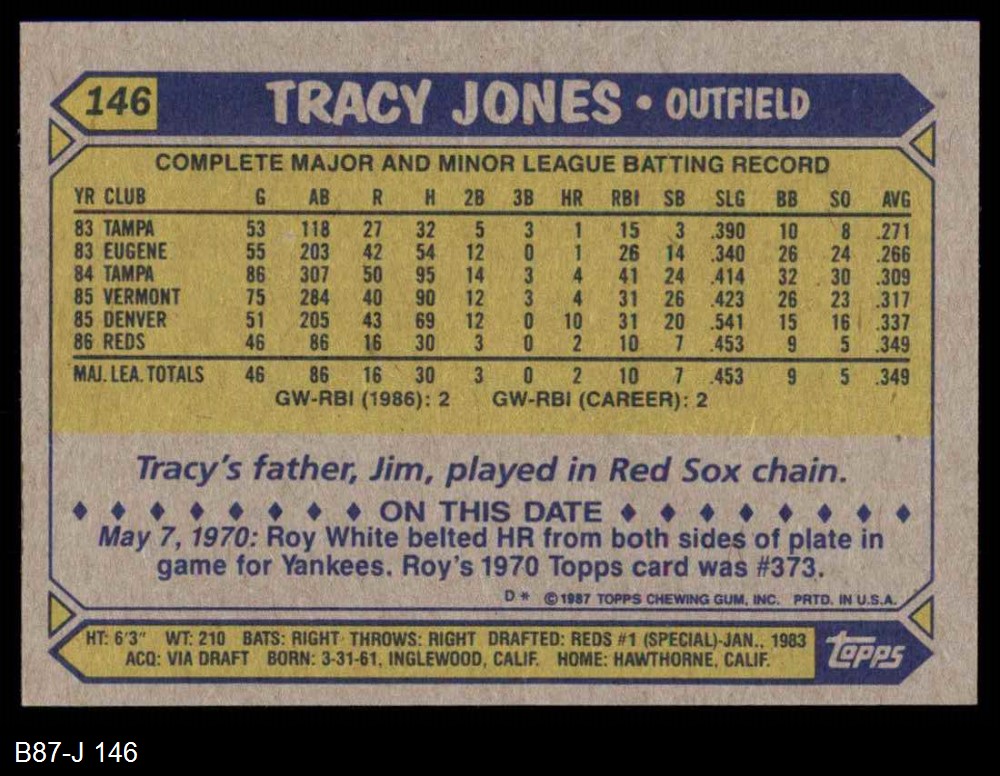 146 TRACY JONES • OUTFIELD
COMPLETE MAJOR AND MINOR LEAGUE BATTING RECORD
YR CLUB G AB R H 2B 3B HR RBI SB SLG BB SO AVG
83 TAMPA 53 118 27 32 5 3 1 15 3 .390 10 8 .271
83 EUGENE 55 203 42 54 12 0 1 26 14 .340 26 24 .266
84 TAMPA 86 307 50 95 14 3 4 41 24 .414 32 30 .309
85 VERMONT 75 284 40 90 12 3 4 31 26 .423 26 23 .317
85 DENVER 51 205 43 69 12 0 10 31 20 .541 15 16 .337
86 REDS 46 86 16 30 3 0 2 10 7 .453 9 5 .349
MAJ. LEA. TOTALS 46 86 16 30 3 0 2 10 7 .453 9 5 .349
GW-RBI (1986): 2 GW-RBI (CAREER): 2
Tracy's father, Jim, played in Red Sox chain.
♦ ♦ ♦ ♦ ♦ ♦ ♦ ON THIS DATE ♦ ♦ ♦ ♦ ♦ ♦ ♦ ♦
May 7, 1970: Roy White belted HR from both sides of plate in
game for Yankees. Roy's 1970 Topps card was #373.
D* ©1987 TOPPS CHEWING GUM, INC. PRTD. IN U.S.A.
HT: 6'3" WT: 210 BATS: RIGHT THROWS: RIGHT DRAFTED: REDS #1 (SPECIAL)-JAN., 1983
ACQ: VIA DRAFT BORN: 3-31-61, INGLEWOOD, CALIF. HOME: HAWTHORNE, CALIF.
topps
B87-J 146